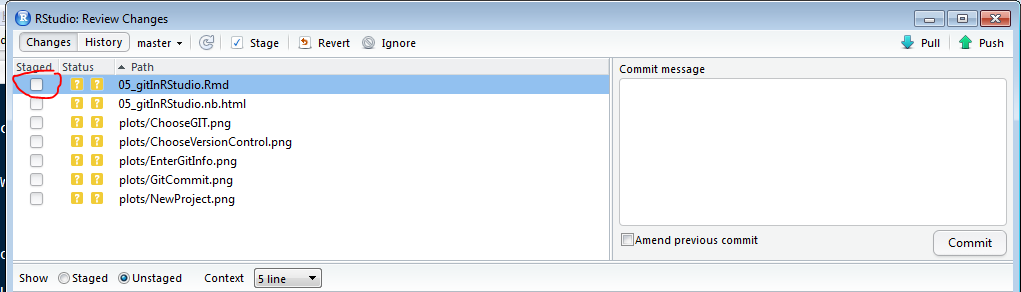 RStudio: Review Changes
Changes History master Stage Revert Ignore Pull Push
Staged Status Path
05_gitInRStudio.Rmd
05_gitInRStudio.nb.html
plots/ChooseGIT.png
plots/ChooseVersionControl.png
plots/EnterGitInfo.png
plots/GitCommit.png
plots/NewProject.png
Commit message
Amend previous commit
Commit
Show Staged Unstaged Context 5 line